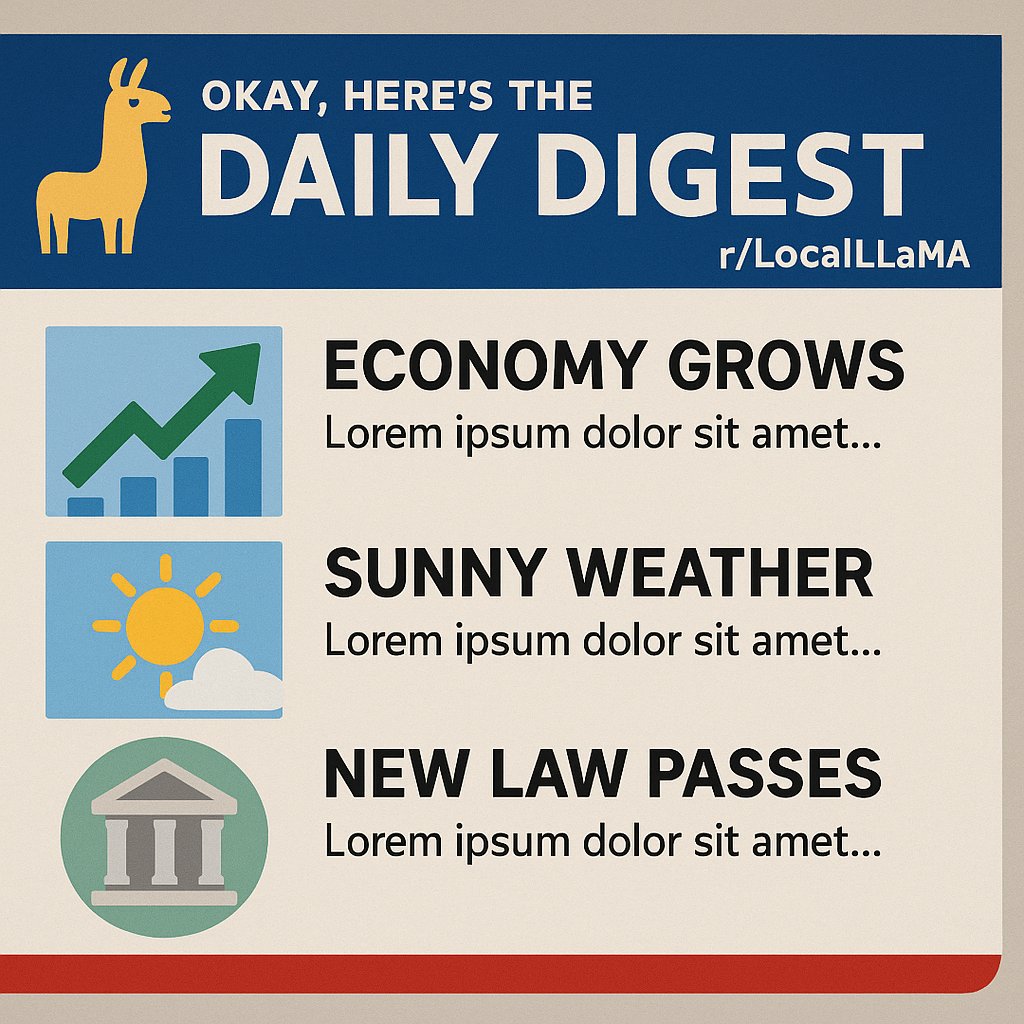 OKAY, HERE'S THE
DAILY DIGEST
r/LocalLLaMA
ECONOMY GROWS
Lorem ipsum dolor sit amet...
SUNNY WEATHER
Lorem ipsum dolor sit amet...
NEW LAW PASSES
Lorem ipsum dolor sit amet...